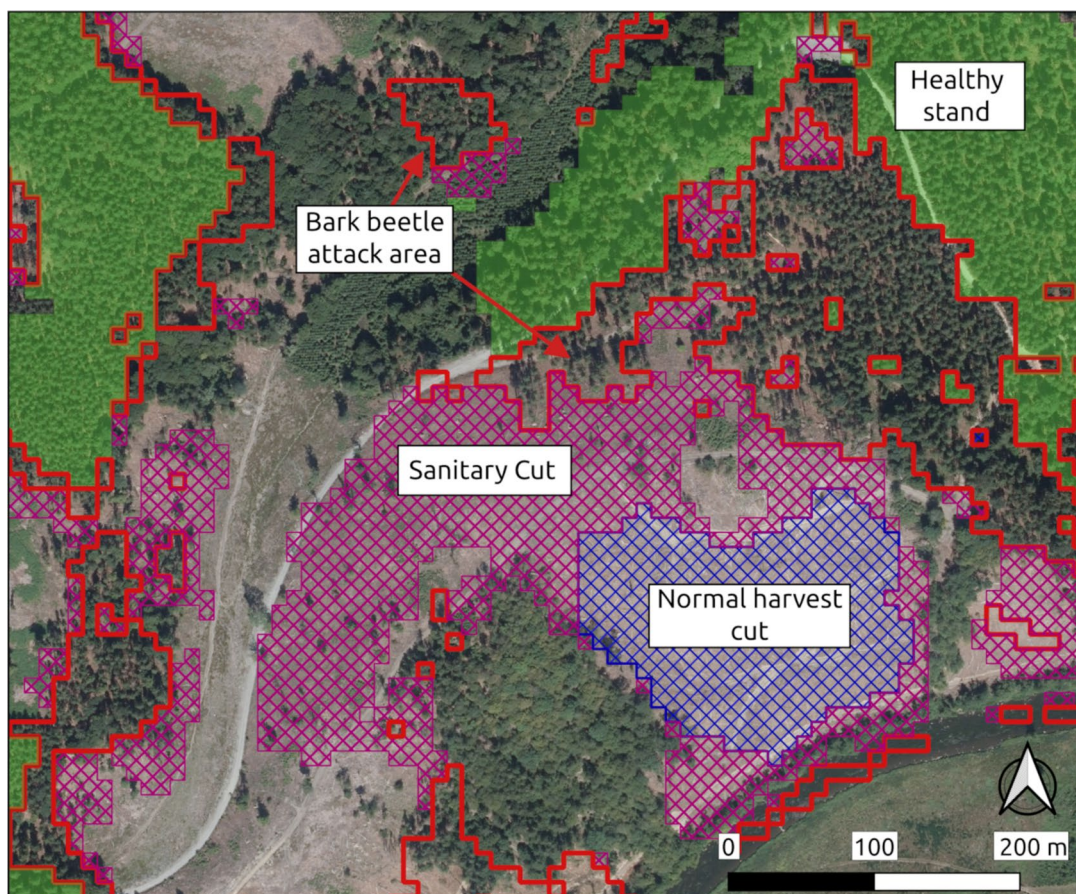 Healthy
stand
Bark beetle
attack area
Sanitary Cut
Normal harvest
cut
0 100 200 m